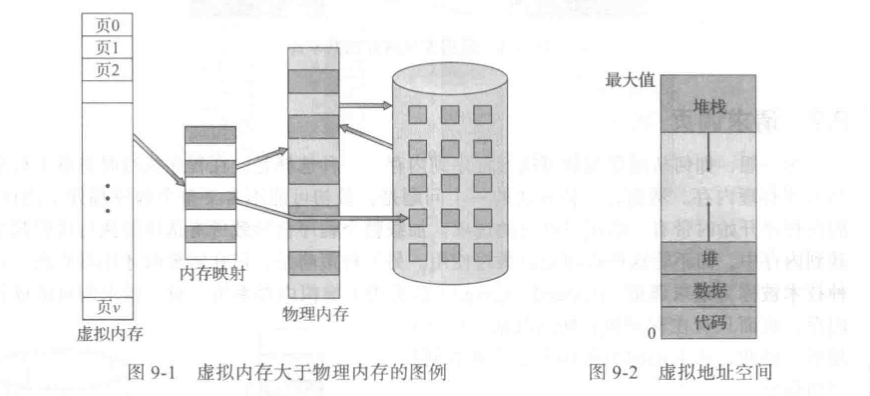 页0
页1
页2
页v
虚拟内存
内存映射
物理内存
图 9-1 虚拟内存大于物理内存的图例
最大值
堆栈
堆
数据
代码
0
图 9-2 虚拟地址空间